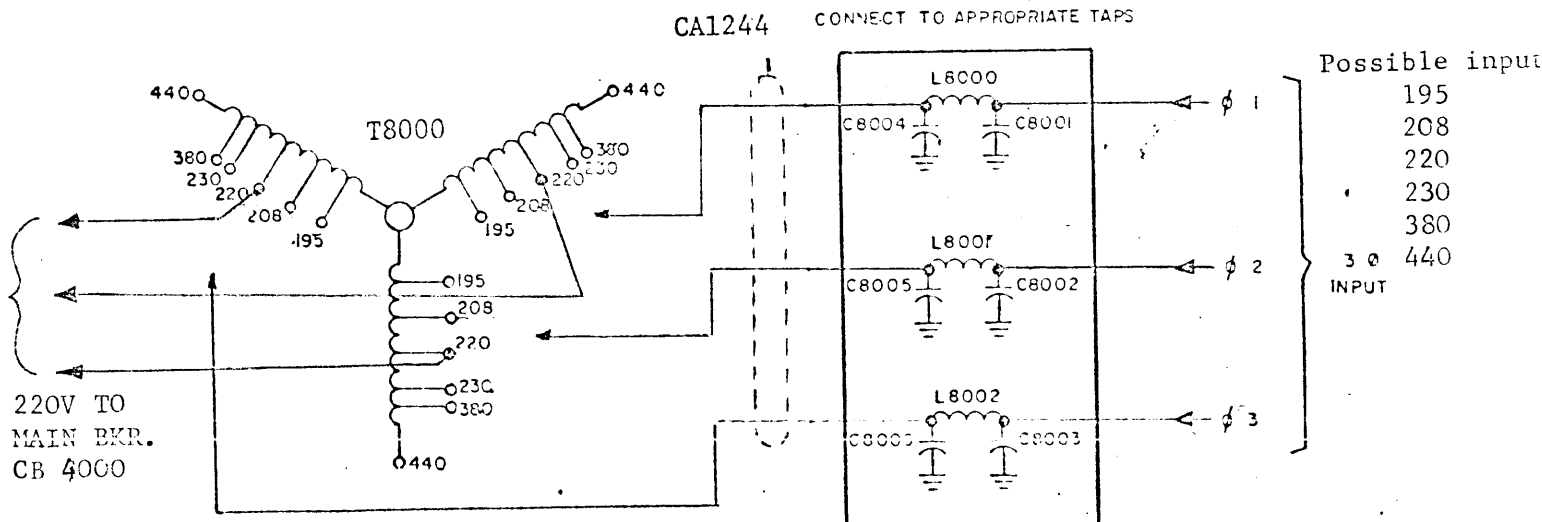 CA1244
CONNECT TO APPROPRIATE TAPS
440
T8000
440
380
230
220
208
195
380
230
220
208
195
195
208
220
230
380
440
220V TO
MAIN BKR.
CB 4000
L8000
C8004
C8001
L8001
C8005
C8002
L8002
C8003
ϕ 1
ϕ 2
ϕ 3
3 Ø
INPUT
Possible input
195
208
220
230
380
440